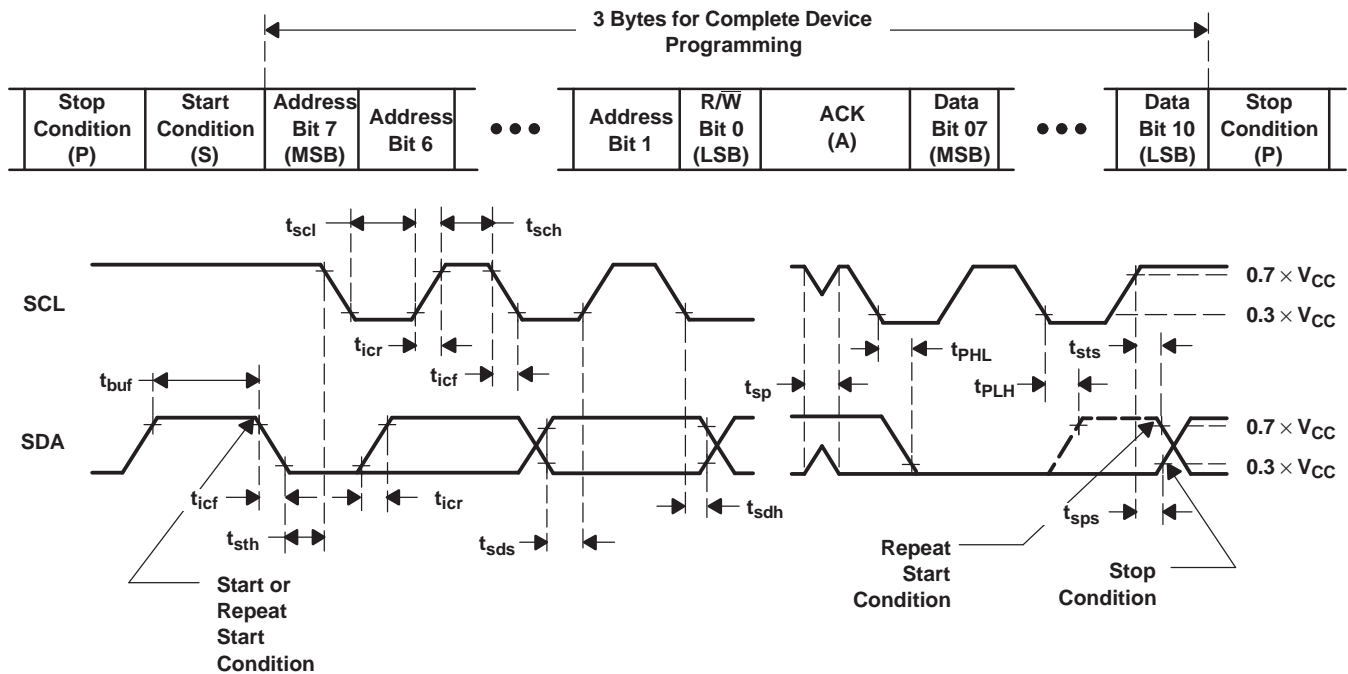 3 Bytes for Complete Device
Programming
Stop
Condition
(P)
Start
Condition
(S)
Address
Bit 7
(MSB)
Address
Bit 6
•••
Address
Bit 1
R/W̅
Bit 0
(LSB)
ACK
(A)
Data
Bit 07
(MSB)
•••
Data
Bit 10
(LSB)
Stop
Condition
(P)
tscl
tsch
SCL
0.7 × VCC
0.3 × VCC
ticr
ticf
tPHL
tsts
tbuf
tsp
tPLH
SDA
0.7 × VCC
0.3 × VCC
ticf
ticr
tsdh
tsps
tsth
tsds
Start or
Repeat
Start
Condition
Repeat
Start
Condition
Stop
Condition